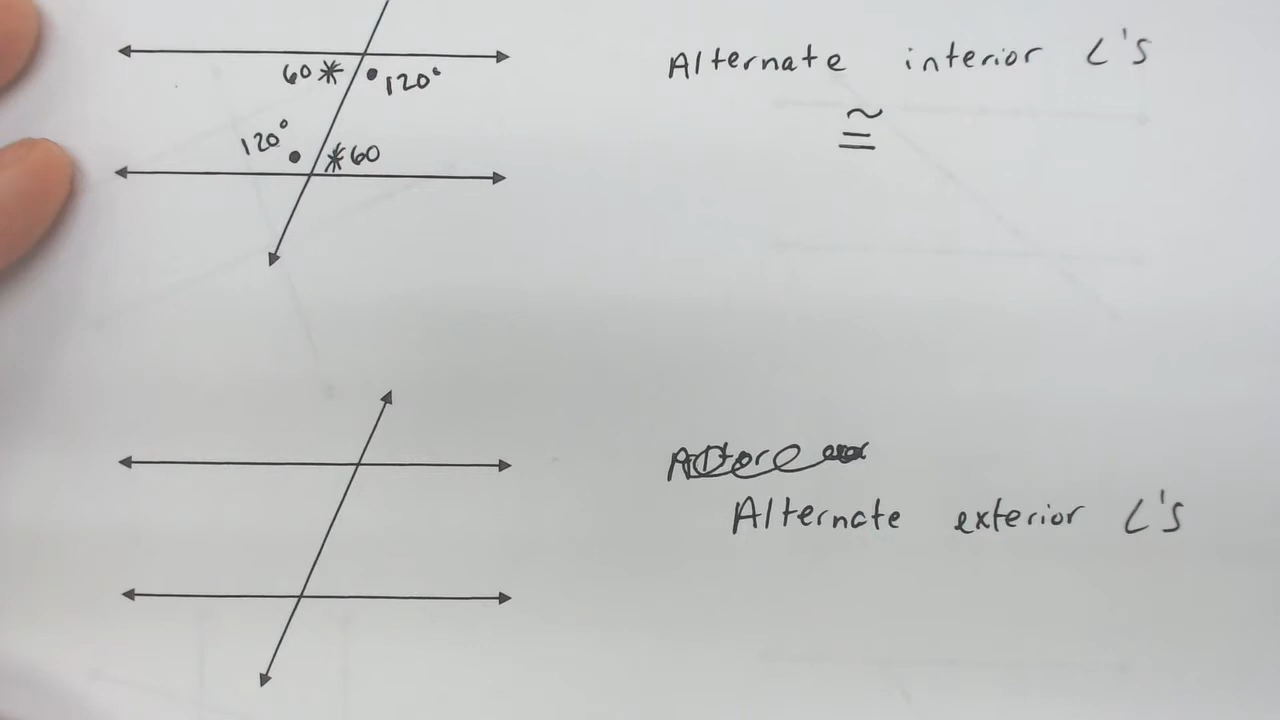 60 * • 120°
Alternate interior ∠'s
≅
120° • * 60
Alternate exterior ∠'s